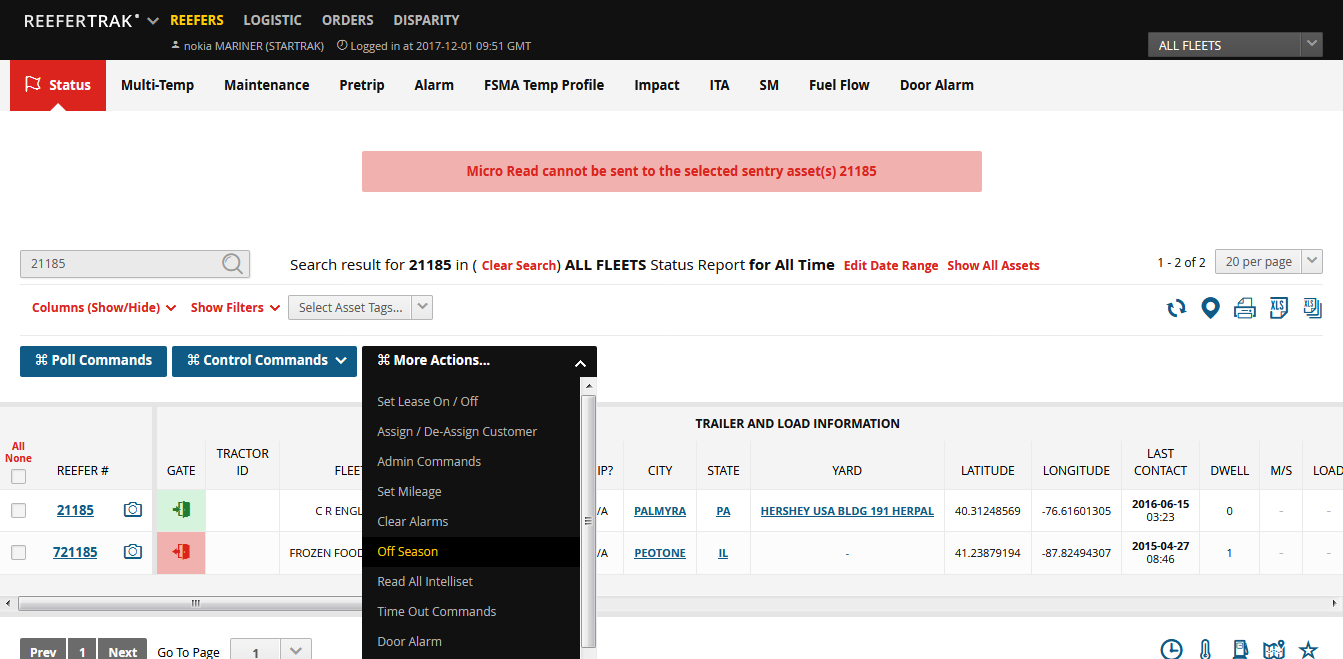 REEFERTRAK REEFERS LOGISTIC ORDERS DISPARITY
nokia MARINER (STARTRAK) Logged in at 2017-12-01 09:51 GMT
ALL FLEETS
Status Multi-Temp Maintenance Pretrip Alarm FSMA Temp Profile Impact ITA SM Fuel Flow Door Alarm
Micro Read cannot be sent to the selected sentry asset(s) 21185
21185 Search result for 21185 in ( Clear Search) ALL FLEETS Status Report for All Time Edit Date Range Show All Assets 1 - 2 of 2 20 per page
Columns (Show/Hide) Show Filters Select Asset Tags... XLS XLS
⌘ Poll Commands ⌘ Control Commands ⌘ More Actions...
Set Lease On / Off
Assign / De-Assign Customer
Admin Commands
Set Mileage
Clear Alarms
Off Season
Read All Intelliset
Time Out Commands
Door Alarm
TRAILER AND LOAD INFORMATION
All
None
REEFER # GATE TRACTOR ID FLEET IP? CITY STATE YARD LATITUDE LONGITUDE LAST CONTACT DWELL M/S LOAD
21185 C R ENGL /A PALMYRA PA HERSHEY USA BLDG 191 HERPAL 40.31248569 -76.61601305 2016-06-15 03:23 0 - -
721185 FROZEN FOOD /A PEOTONE IL - 41.23879194 -87.82494307 2015-04-27 08:46 1 - -
Prev 1 Next Go To Page 1